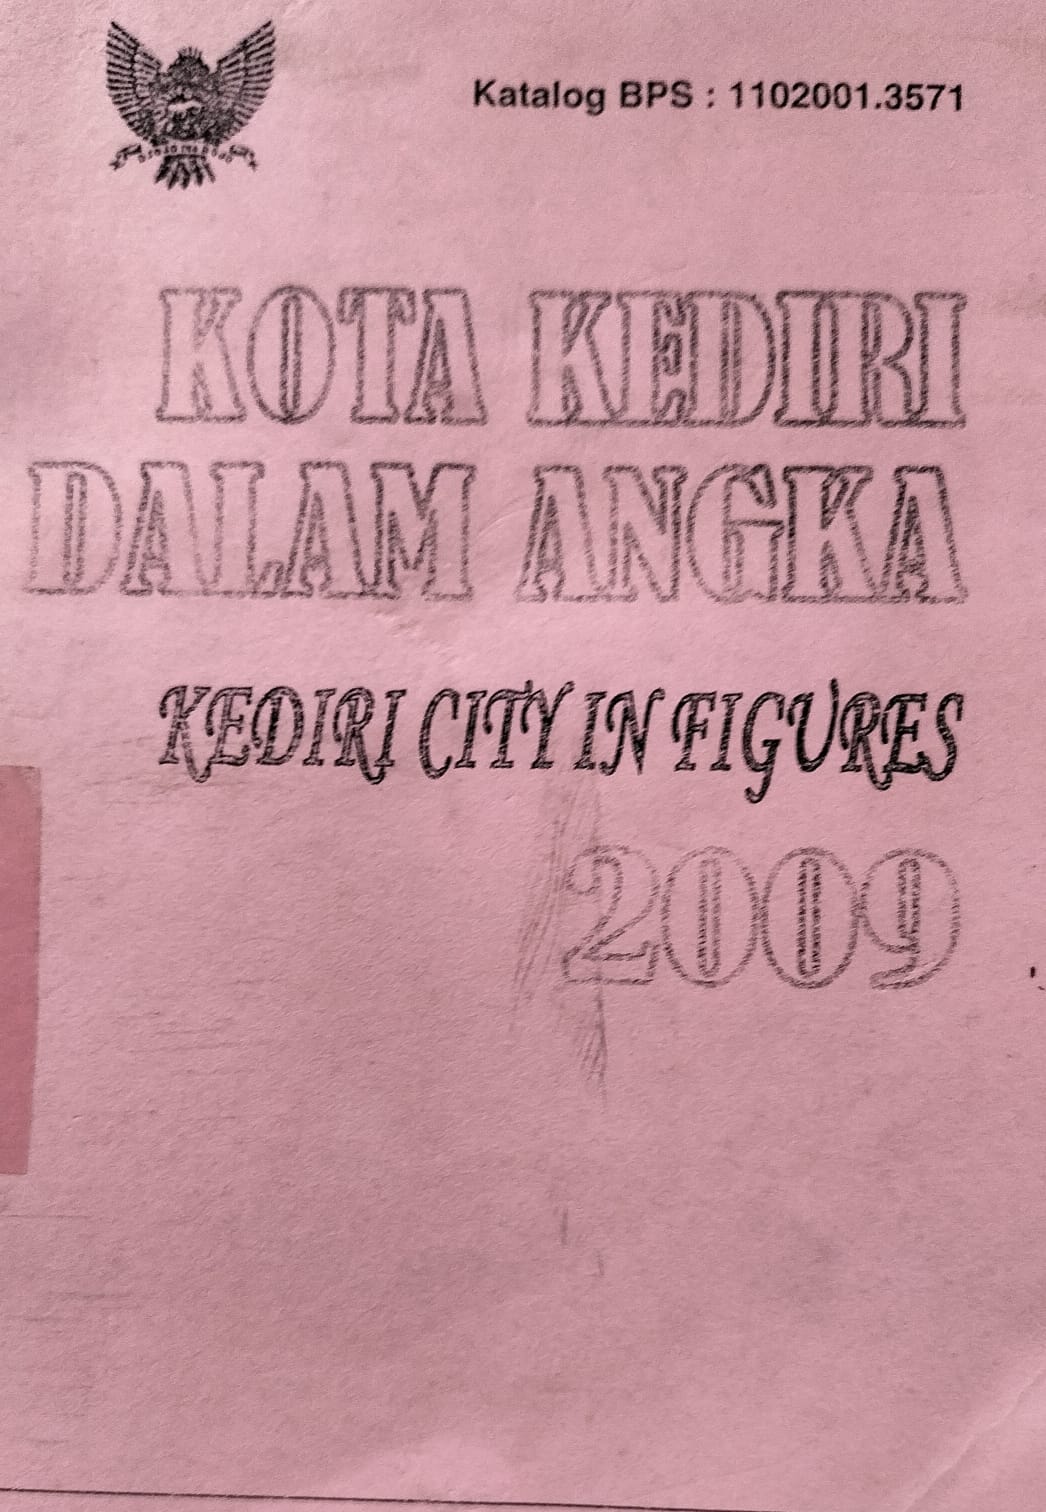 Katalog BPS : 1102001.3571
KOTA KEDIRI
DALAM ANGKA
KEDIRI CITY IN FIGURES
2009